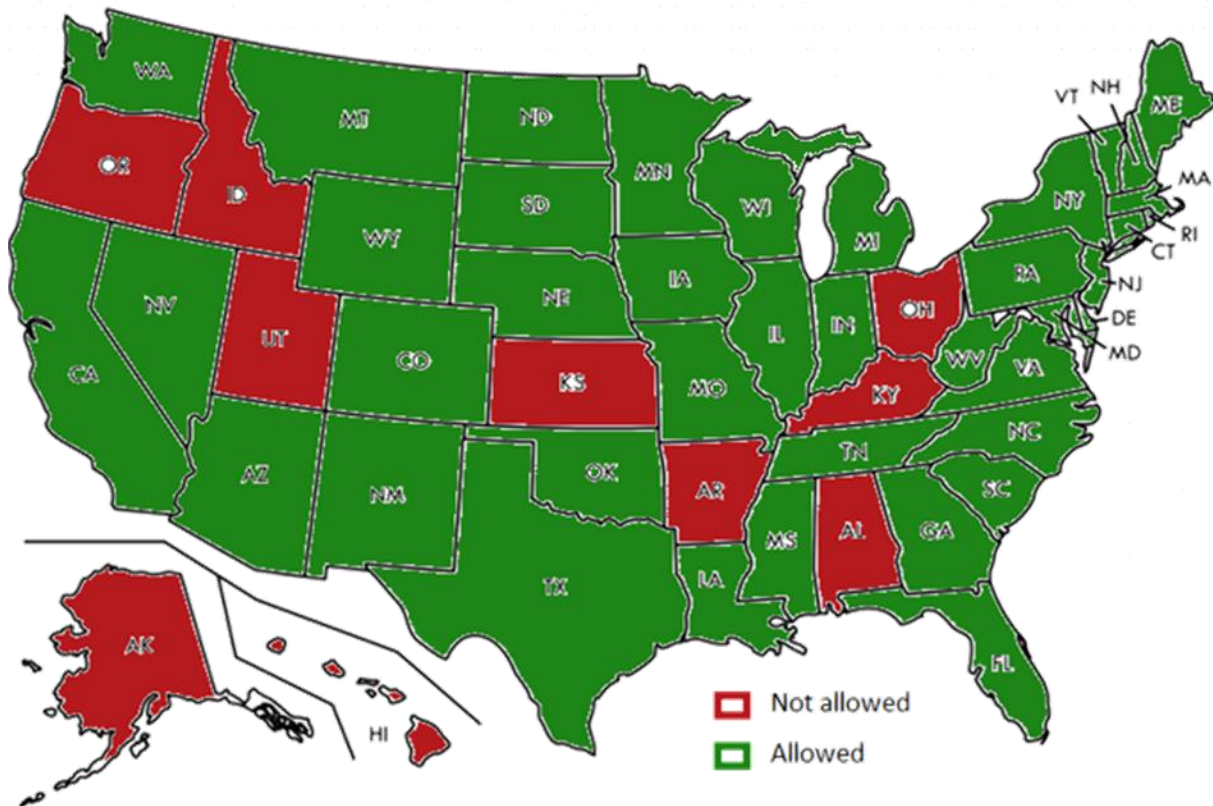 WA
MT
ND
MN
VT
NH
ME
OR
ID
SD
WI
MI
NY
MA
RI
CT
WY
IA
NE
PA
NJ
NV
UT
CO
IL
IN
OH
DE
MD
WV
VA
CA
KS
MO
KY
NC
AZ
NM
OK
AR
TN
SC
MS
AL
GA
TX
LA
FL
AK
HI
Not allowed
Allowed